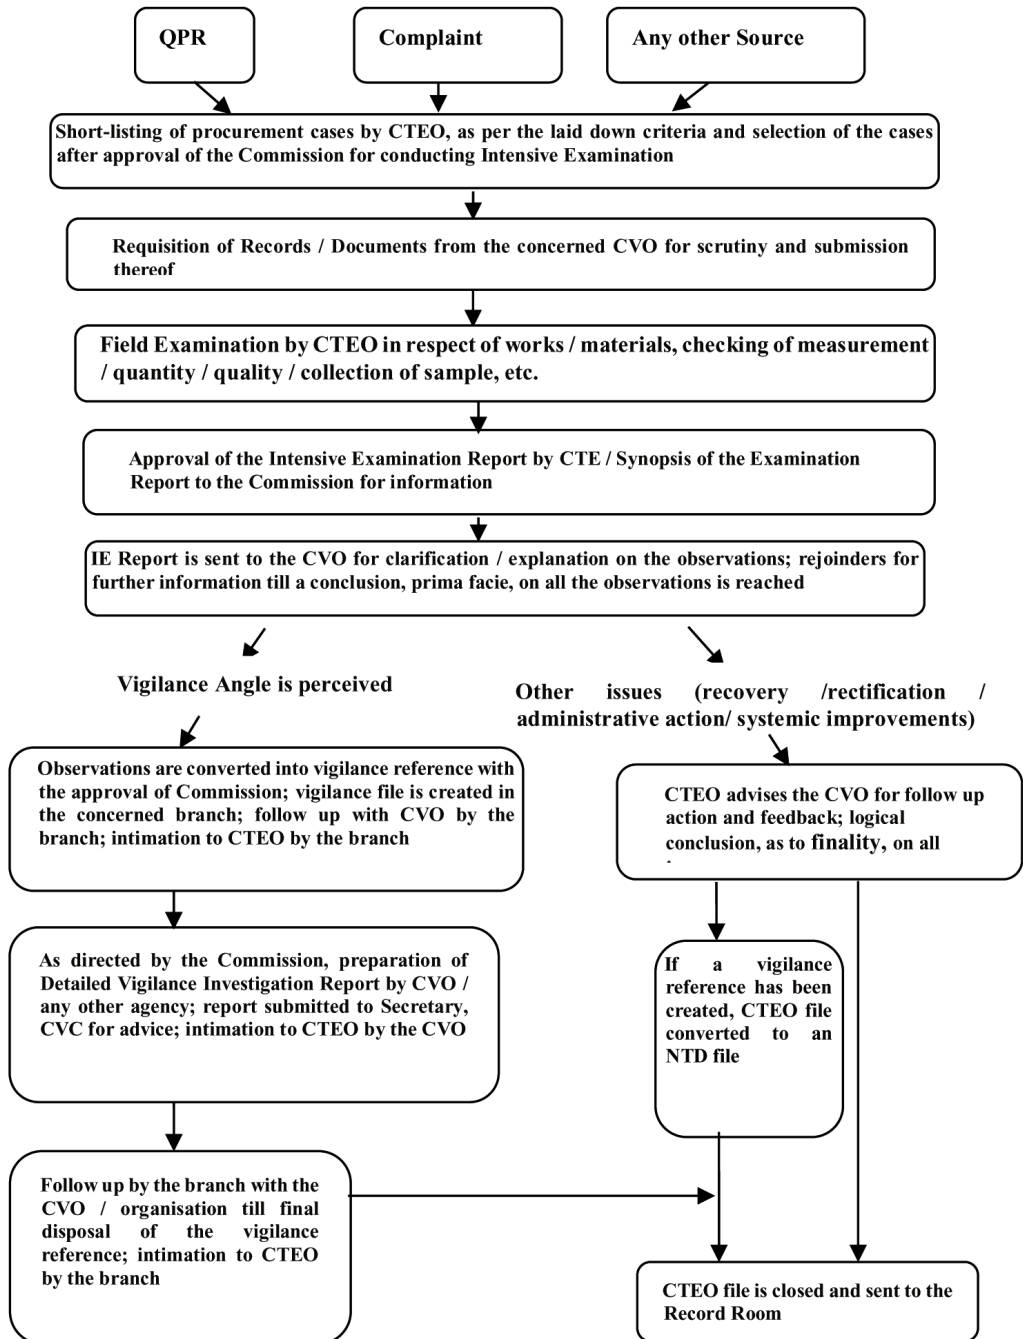 QPR
Complaint
Any other Source
Short-listing of procurement cases by CTEO, as per the laid down criteria and selection of the cases
after approval of the Commission for conducting Intensive Examination
Requisition of Records / Documents from the concerned CVO for scrutiny and submission
thereof
Field Examination by CTEO in respect of works / materials, checking of measurement
/ quantity / quality / collection of sample, etc.
Approval of the Intensive Examination Report by CTE / Synopsis of the Examination
Report to the Commission for information
IE Report is sent to the CVO for clarification / explanation on the observations; rejoinders for
further information till a conclusion, prima facie, on all the observations is reached
Vigilance Angle is perceived
Other issues (recovery /rectification /
administrative action/ systemic improvements)
Observations are converted into vigilance reference with
the approval of Commission; vigilance file is created in
the concerned branch; follow up with CVO by the
branch; intimation to CTEO by the branch
CTEO advises the CVO for follow up
action and feedback; logical
conclusion, as to finality, on all
As directed by the Commission, preparation of
Detailed Vigilance Investigation Report by CVO /
any other agency; report submitted to Secretary,
CVC for advice; intimation to CTEO by the CVO
If a vigilance
reference has been
created, CTEO file
converted to an
NTD file
Follow up by the branch with the
CVO / organisation till final
disposal of the vigilance
reference; intimation to CTEO
by the branch
CTEO file is closed and sent to the
Record Room